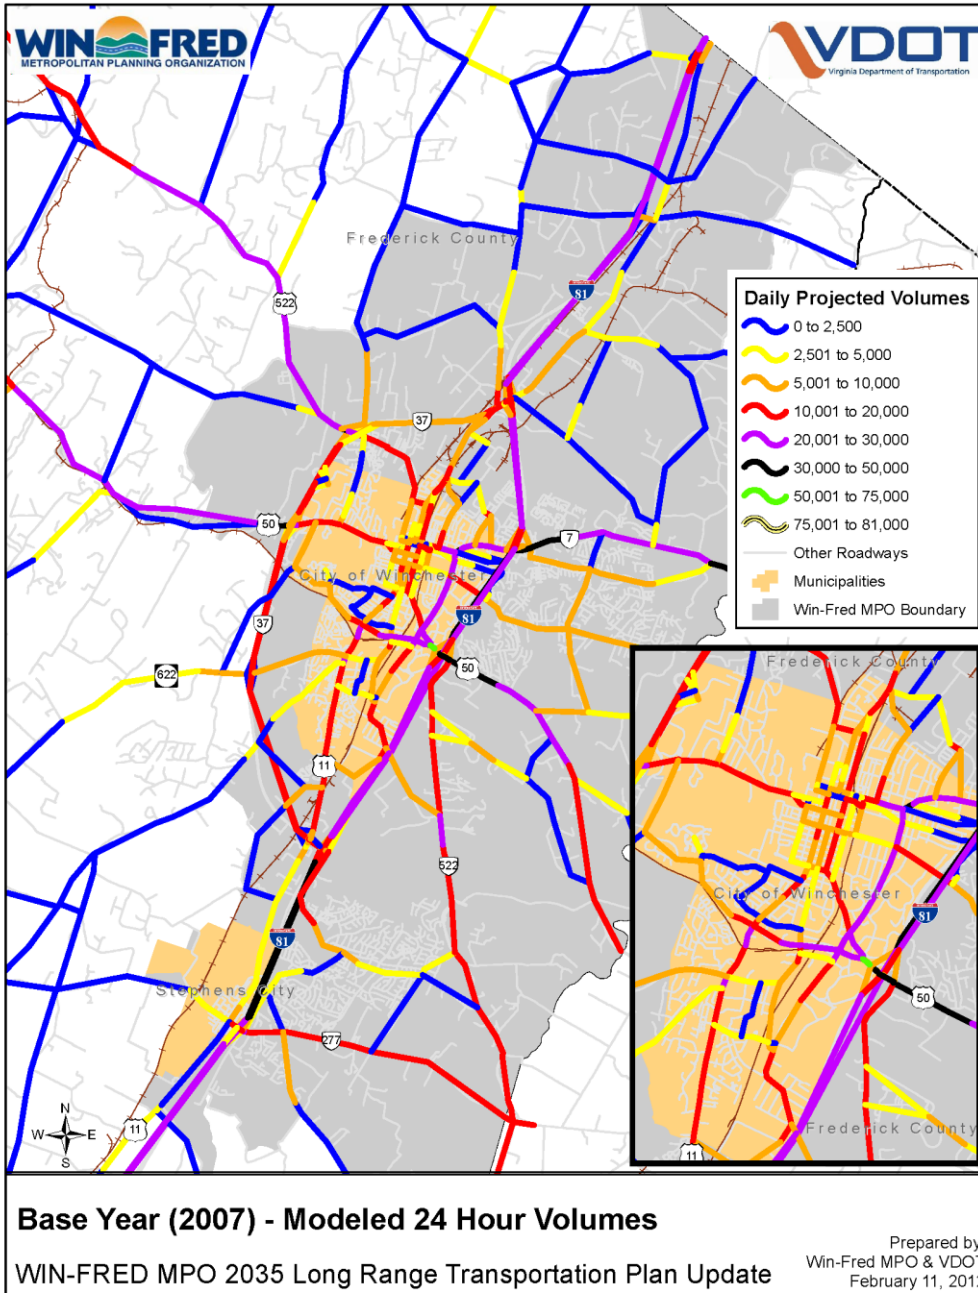 WIN FRED
METROPOLITAN PLANNING ORGANIZATION
VDOT
Virginia Department of Transportation
Frederick County
522
81
Daily Projected Volumes
0 to 2,500
2,501 to 5,000
5,001 to 10,000
10,001 to 20,000
20,001 to 30,000
30,000 to 50,000
50,001 to 75,000
75,001 to 81,000
Other Roadways
Municipalities
Win-Fred MPO Boundary
37
50
7
City of Winchester
37
81
622
50
11
522
81
Stephens City
277
11
N
W E
S
Frederick County
City of Winchester
81
50
Frederick County
11
Base Year (2007) - Modeled 24 Hour Volumes
WIN-FRED MPO 2035 Long Range Transportation Plan Update
Prepared by
Win-Fred MPO & VDOT
February 11, 2012